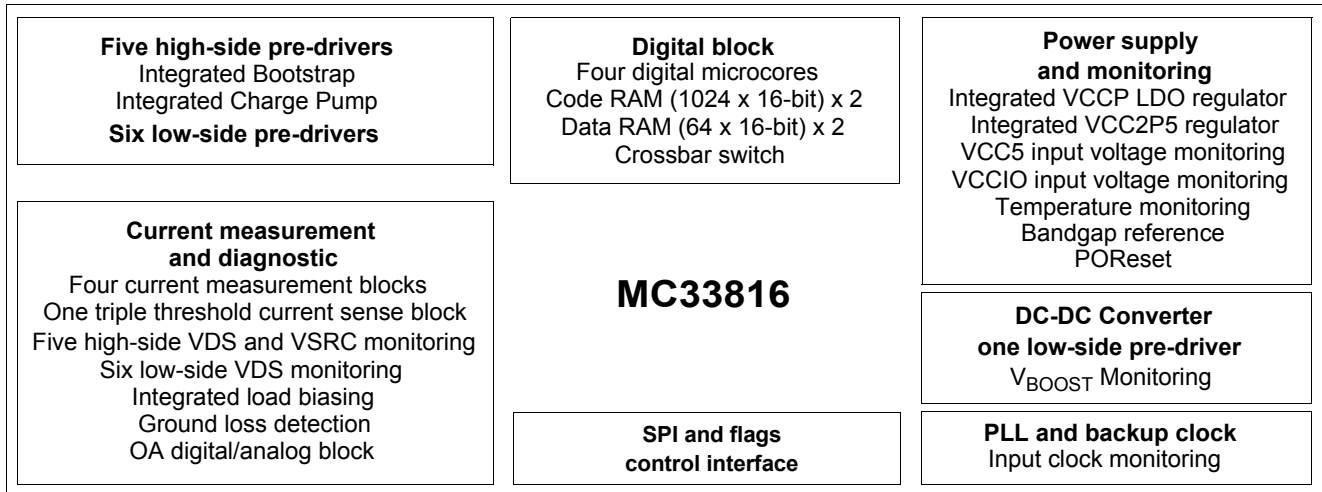 Five high-side pre-drivers
Integrated Bootstrap
Integrated Charge Pump
Six low-side pre-drivers
Current measurement
and diagnostic
Four current measurement blocks
One triple threshold current sense block
Five high-side VDS and VSRC monitoring
Six low-side VDS monitoring
Integrated load biasing
Ground loss detection
OA digital/analog block
Digital block
Four digital microcores
Code RAM (1024 x 16-bit) x 2
Data RAM (64 x 16-bit) x 2
Crossbar switch
MC33816
SPI and flags
control interface
Power supply
and monitoring
Integrated VCCP LDO regulator
Integrated VCC2P5 regulator
VCC5 input voltage monitoring
VCCIO input voltage monitoring
Temperature monitoring
Bandgap reference
POReset
DC-DC Converter
one low-side pre-driver
VBOOST Monitoring
PLL and backup clock
Input clock monitoring